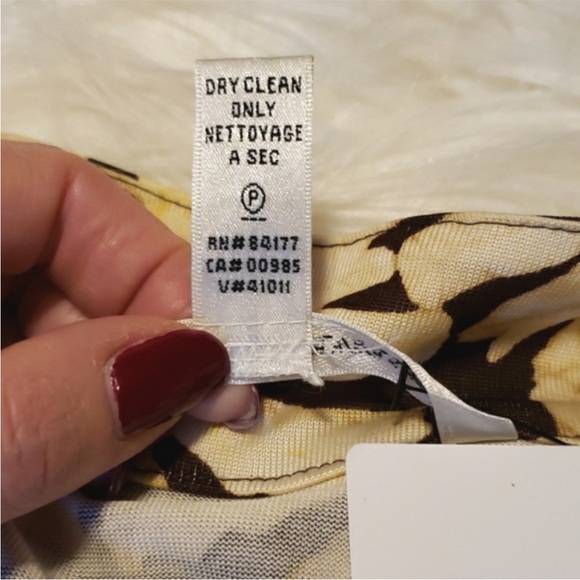 DRY CLEAN
ONLY
NETTOYAGE
A SEC
P
RN#84177
CA#00985
V#41011